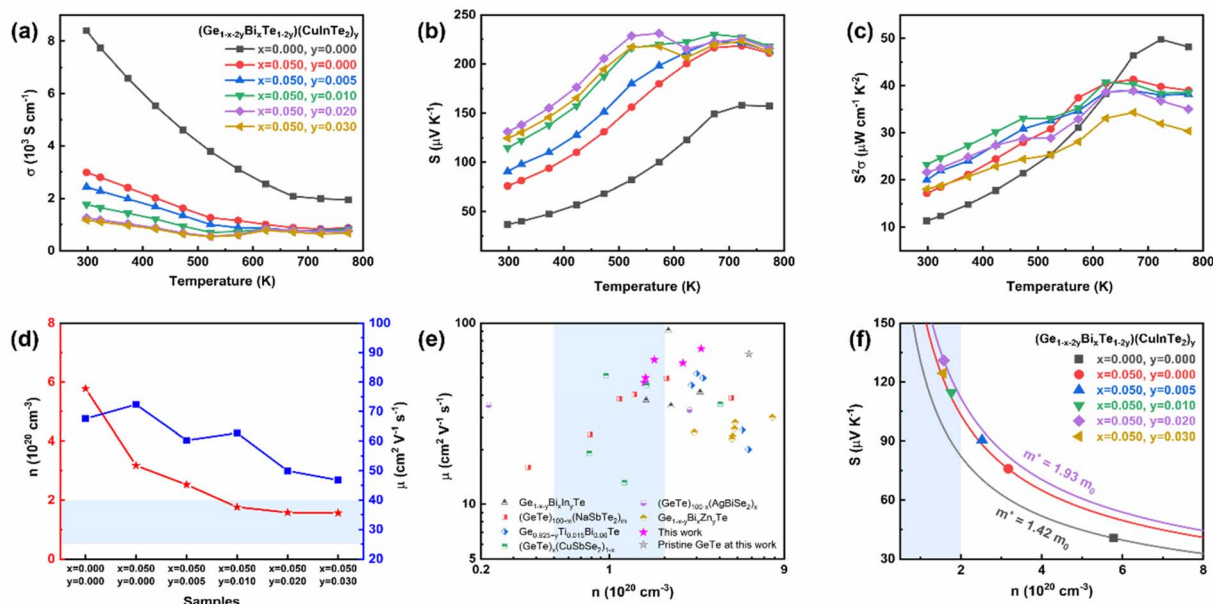 (a)
(Ge1-x-2yBixTe1-2y)(CuInTe2)y
x=0.000, y=0.000
x=0.050, y=0.000
x=0.050, y=0.005
x=0.050, y=0.010
x=0.050, y=0.020
x=0.050, y=0.030
σ (10³ S cm⁻¹)
8
6
4
2
0
300 400 500 600 700 800
Temperature (K)
(b)
S (μV K⁻¹)
250
200
150
100
50
300 400 500 600 700 800
Temperature (K)
(c)
S²σ (μW cm⁻¹ K⁻²)
50
40
30
20
10
0
300 400 500 600 700 800
Temperature (K)
(d)
n (10²⁰ cm⁻³)
8
6
4
2
0
100
90
80
70
60
50
40
30
20
μ (cm² V⁻¹ s⁻¹)
x=0.000 x=0.050 x=0.050 x=0.050 x=0.050 x=0.050
y=0.000 y=0.000 y=0.005 y=0.010 y=0.020 y=0.030
Samples
(e)
μ (cm² V⁻¹ s⁻¹)
100
10
5
Ge1-x-yBixInyTe
(GeTe)100-m(NaSbTe2)m
Ge0.925-yTi0.015Bi0.06Te
(GeTe)x(CuSbSe2)1-x
(GeTe)100-x(AgBiSe2)x
Ge1-x-yBixZnyTe
This work
Pristine GeTe at this work
0.2 1 9
n (10²⁰ cm⁻³)
(f)
(Ge1-x-2yBixTe1-2y)(CuInTe2)y
x=0.000, y=0.000
x=0.050, y=0.000
x=0.050, y=0.005
x=0.050, y=0.010
x=0.050, y=0.020
x=0.050, y=0.030
m* = 1.93 m0
m* = 1.42 m0
S (μV K⁻¹)
150
120
90
60
30
2 4 6 8
n (10²⁰ cm⁻³)